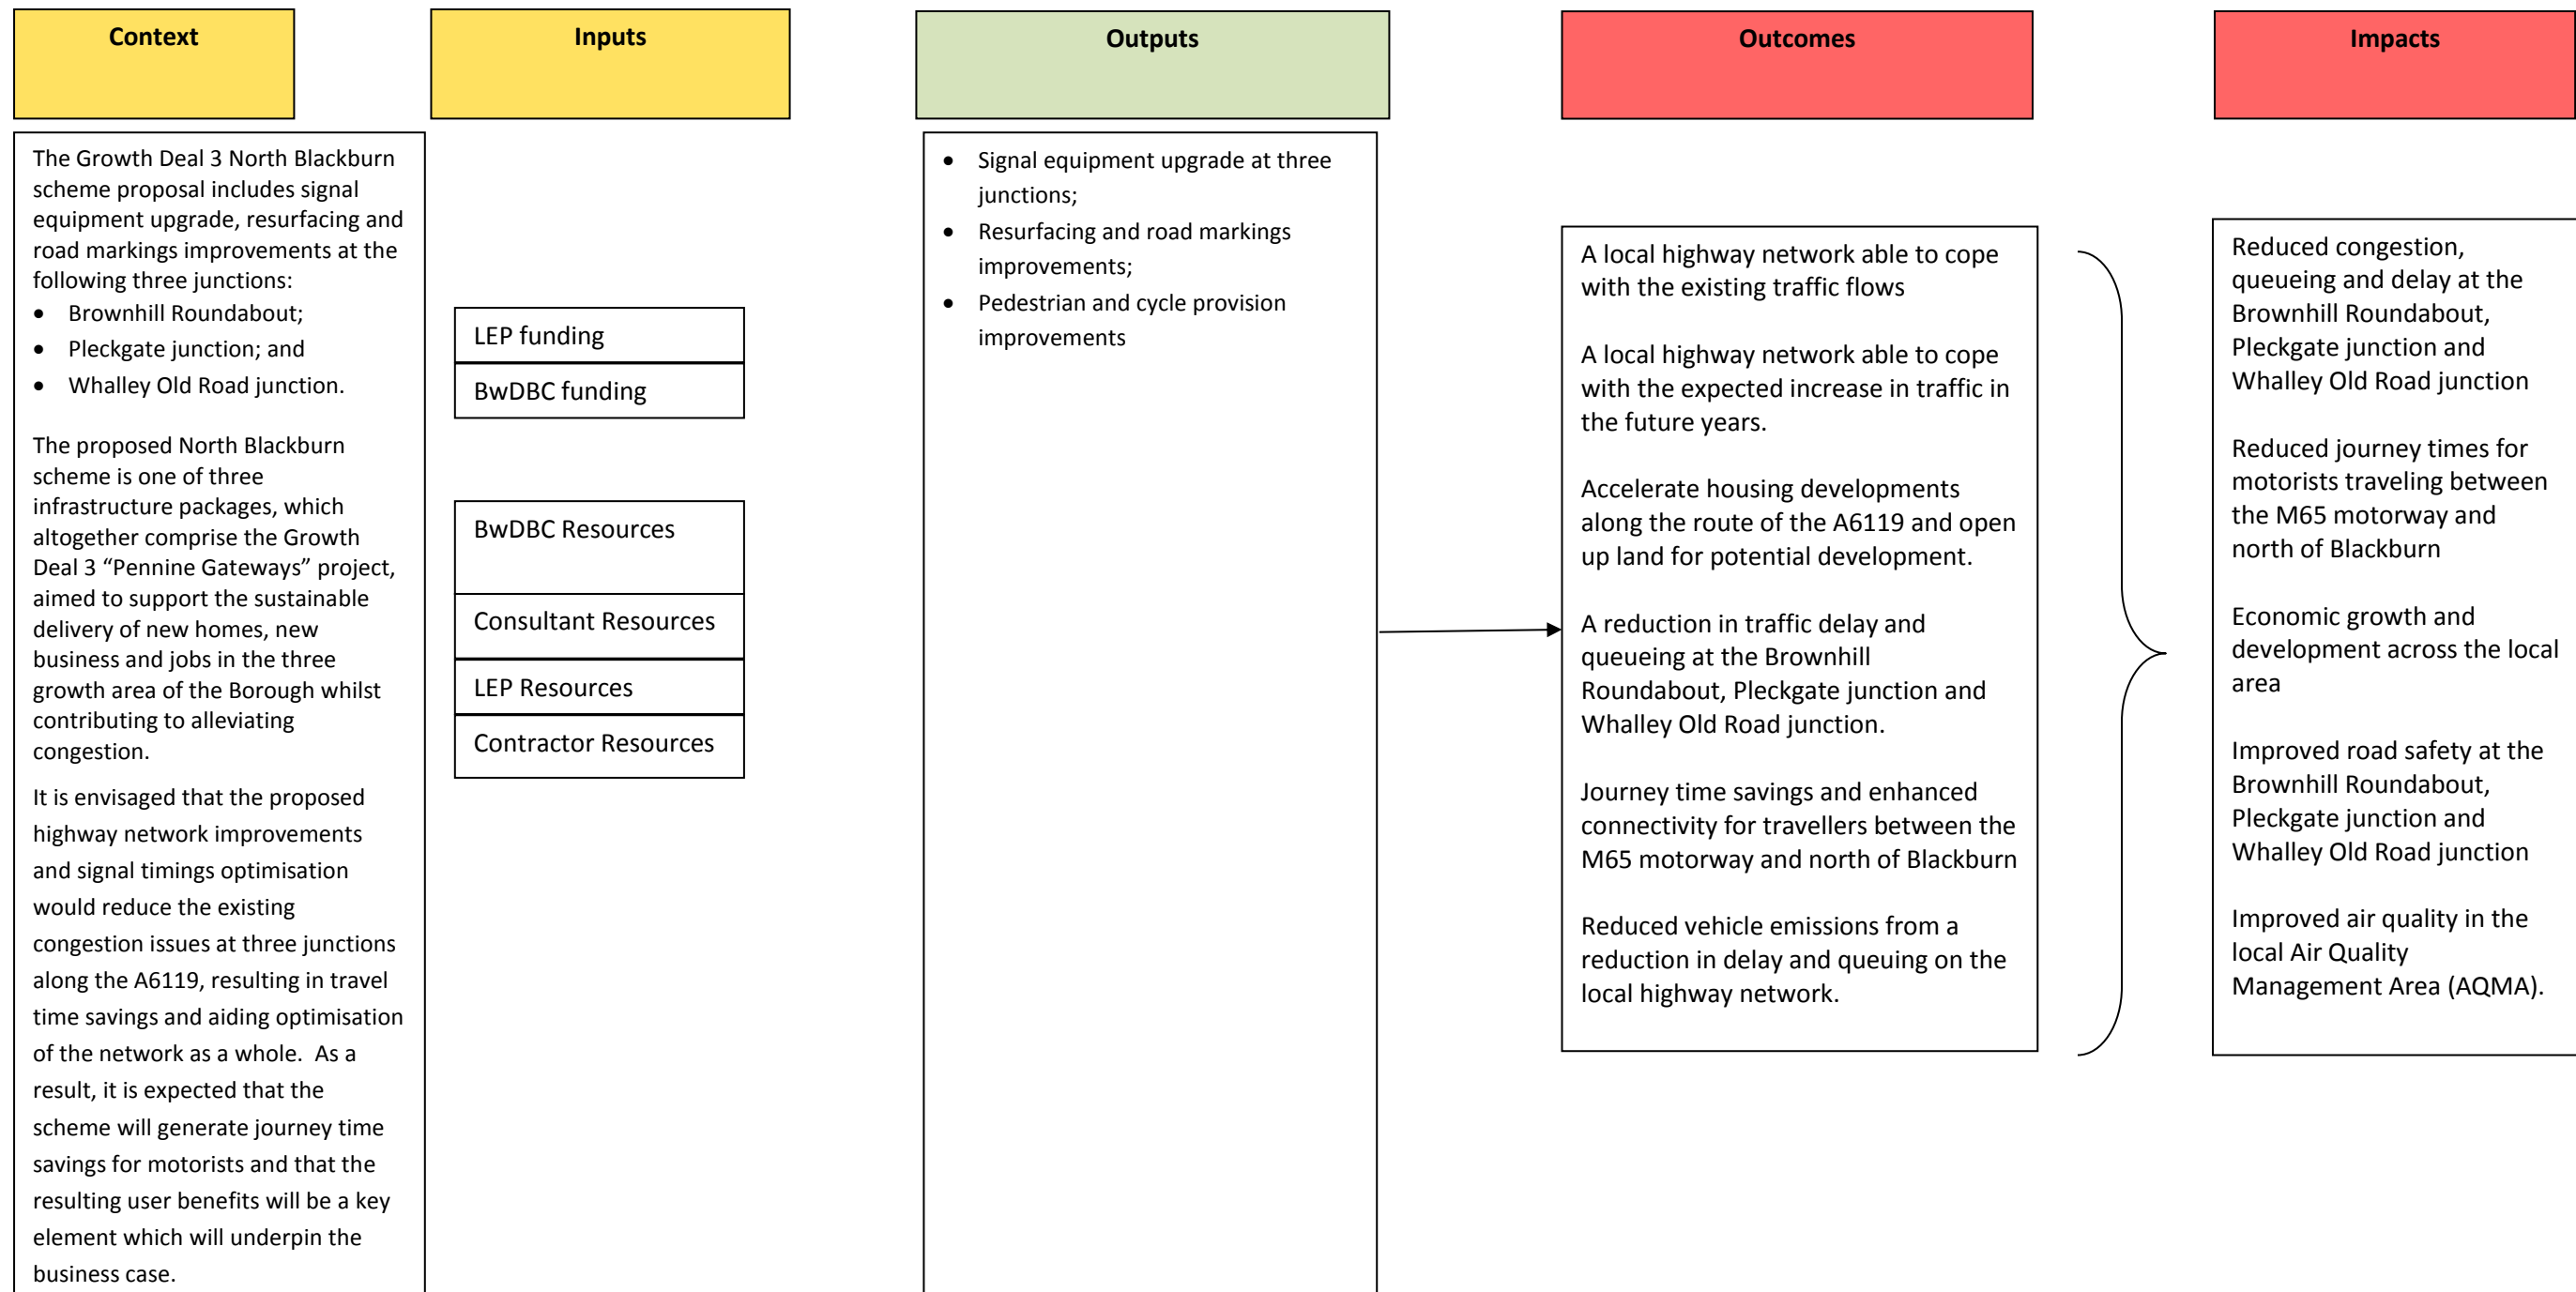 Context
Inputs
Outputs
Outcomes
Impacts
The Growth Deal 3 North Blackburn
scheme proposal includes signal
equipment upgrade, resurfacing and
road markings improvements at the
following three junctions:
• Brownhill Roundabout;
• Pleckgate junction; and
• Whalley Old Road junction.
The proposed North Blackburn
scheme is one of three
infrastructure packages, which
altogether comprise the Growth
Deal 3 “Pennine Gateways” project,
aimed to support the sustainable
delivery of new homes, new
business and jobs in the three
growth area of the Borough whilst
contributing to alleviating
congestion.
It is envisaged that the proposed
highway network improvements
and signal timings optimisation
would reduce the existing
congestion issues at three junctions
along the A6119, resulting in travel
time savings and aiding optimisation
of the network as a whole. As a
result, it is expected that the
scheme will generate journey time
savings for motorists and that the
resulting user benefits will be a key
element which will underpin the
business case.
LEP funding
BwDBC funding
BwDBC Resources
Consultant Resources
LEP Resources
Contractor Resources
• Signal equipment upgrade at three
junctions;
• Resurfacing and road markings
improvements;
• Pedestrian and cycle provision
improvements
A local highway network able to cope
with the existing traffic flows
A local highway network able to cope
with the expected increase in traffic in
the future years.
Accelerate housing developments
along the route of the A6119 and open
up land for potential development.
A reduction in traffic delay and
queueing at the Brownhill
Roundabout, Pleckgate junction and
Whalley Old Road junction.
Journey time savings and enhanced
connectivity for travellers between the
M65 motorway and north of Blackburn
Reduced vehicle emissions from a
reduction in delay and queuing on the
local highway network.
Reduced congestion,
queueing and delay at the
Brownhill Roundabout,
Pleckgate junction and
Whalley Old Road junction
Reduced journey times for
motorists traveling between
the M65 motorway and
north of Blackburn
Economic growth and
development across the local
area
Improved road safety at the
Brownhill Roundabout,
Pleckgate junction and
Whalley Old Road junction
Improved air quality in the
local Air Quality
Management Area (AQMA).